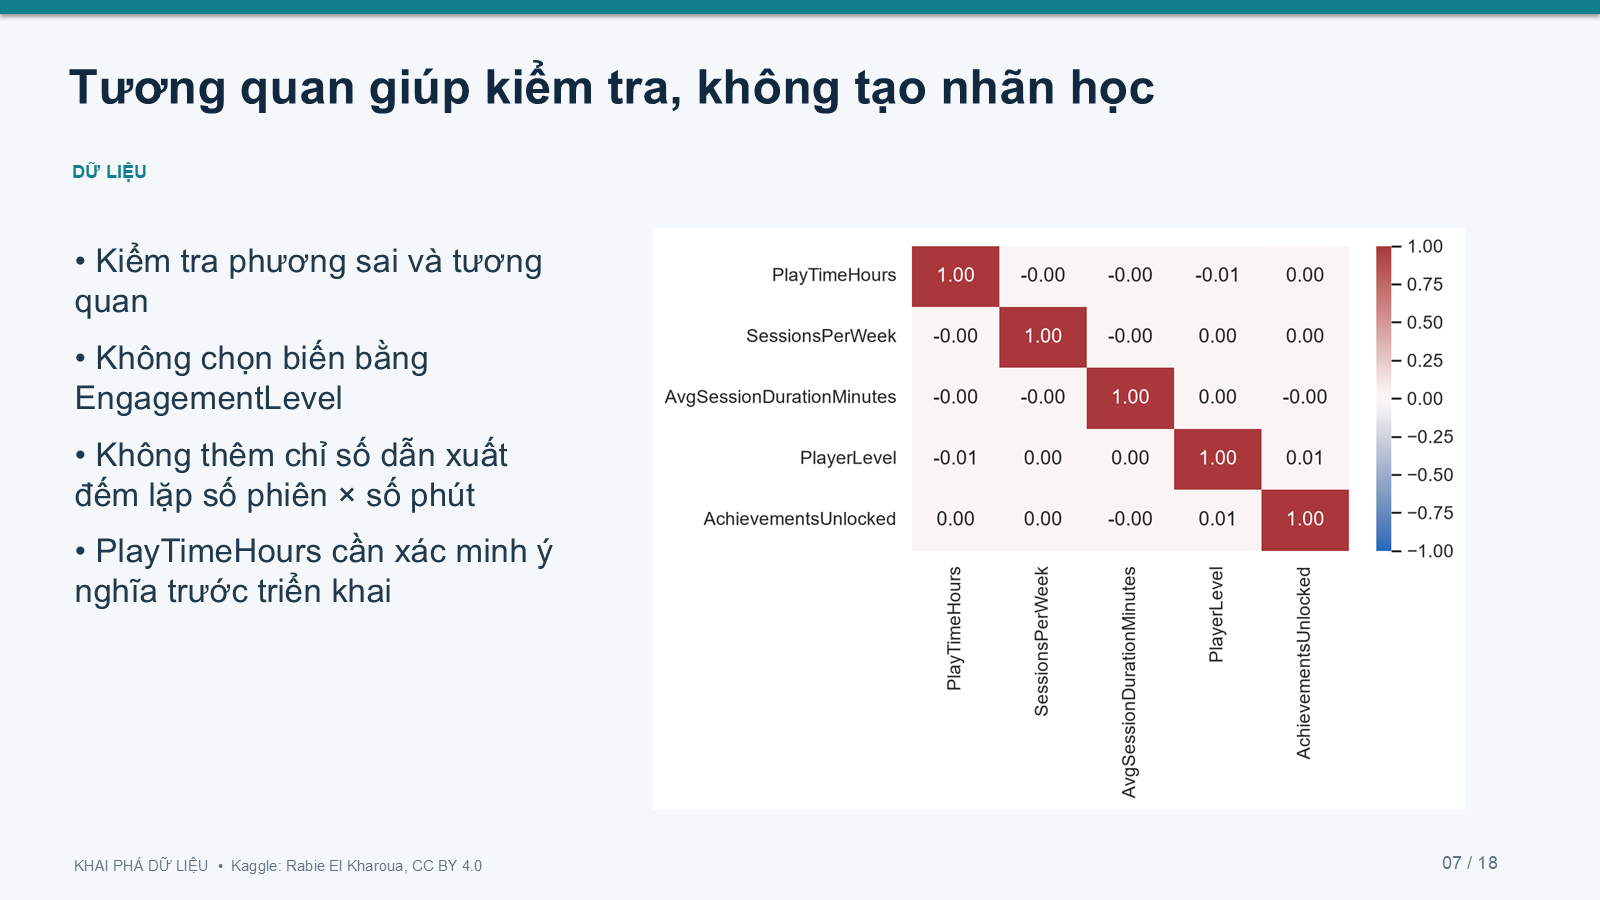 Tương quan giúp kiểm tra, không tạo nhãn học
DỮ LIỆU
• Kiểm tra phương sai và tương
quan
• Không chọn biến bằng
EngagementLevel
• Không thêm chỉ số dẫn xuất
đếm lặp số phiên × số phút
• PlayTimeHours cần xác minh ý
nghĩa trước triển khai
PlayTimeHours 1.00 -0.00 -0.00 -0.01 0.00
SessionsPerWeek -0.00 1.00 -0.00 0.00 0.00
AvgSessionDurationMinutes -0.00 -0.00 1.00 0.00 -0.00
PlayerLevel -0.01 0.00 0.00 1.00 0.01
AchievementsUnlocked 0.00 0.00 -0.00 0.01 1.00
PlayTimeHours
SessionsPerWeek
AvgSessionDurationMinutes
PlayerLevel
AchievementsUnlocked
1.00
0.75
0.50
0.25
0.00
−0.25
−0.50
−0.75
−1.00
KHAI PHÁ DỮ LIỆU • Kaggle: Rabie El Kharoua, CC BY 4.0
07 / 18